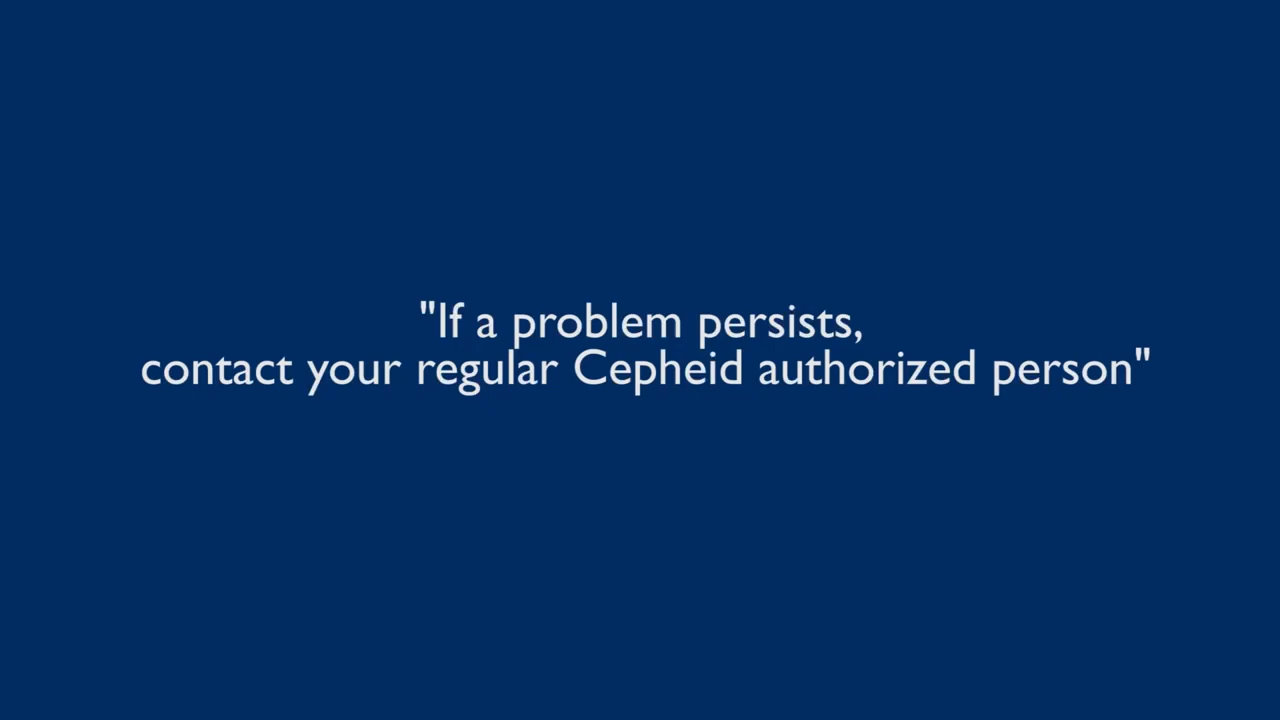 "If a problem persists,
contact your regular Cepheid authorized person"